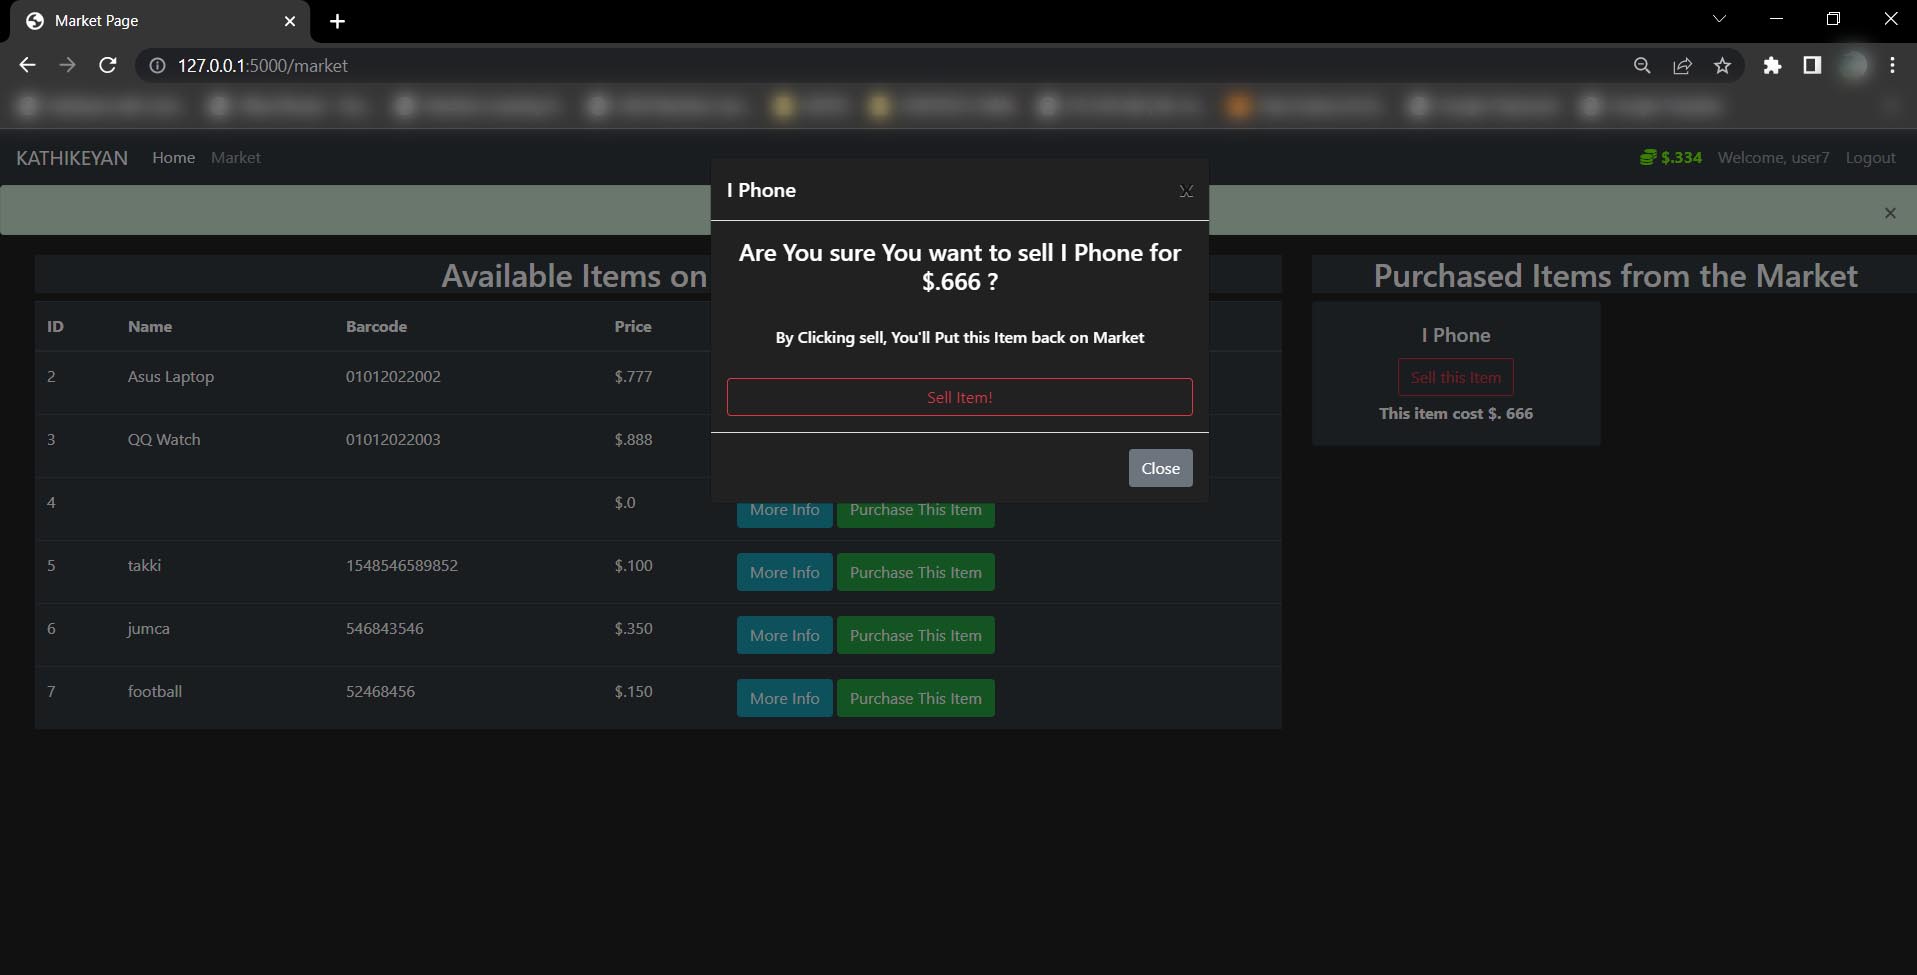 Market Page
127.0.0.1:5000/market
KATHIKEYAN Home Market $.334 Welcome, user7 Logout
I Phone
Are You sure You want to sell I Phone for
$.666 ?
By Clicking sell, You'll Put this Item back on Market
Sell Item!
Close
Available Items on
ID Name Barcode Price
2 Asus Laptop 01012022002 $.777
3 QQ Watch 01012022003 $.888
4 $.0 More Info Purchase This Item
5 takki 1548546589852 $.100 More Info Purchase This Item
6 jumca 546843546 $.350 More Info Purchase This Item
7 football 52468456 $.150 More Info Purchase This Item
Purchased Items from the Market
I Phone
Sell this Item
This item cost $. 666